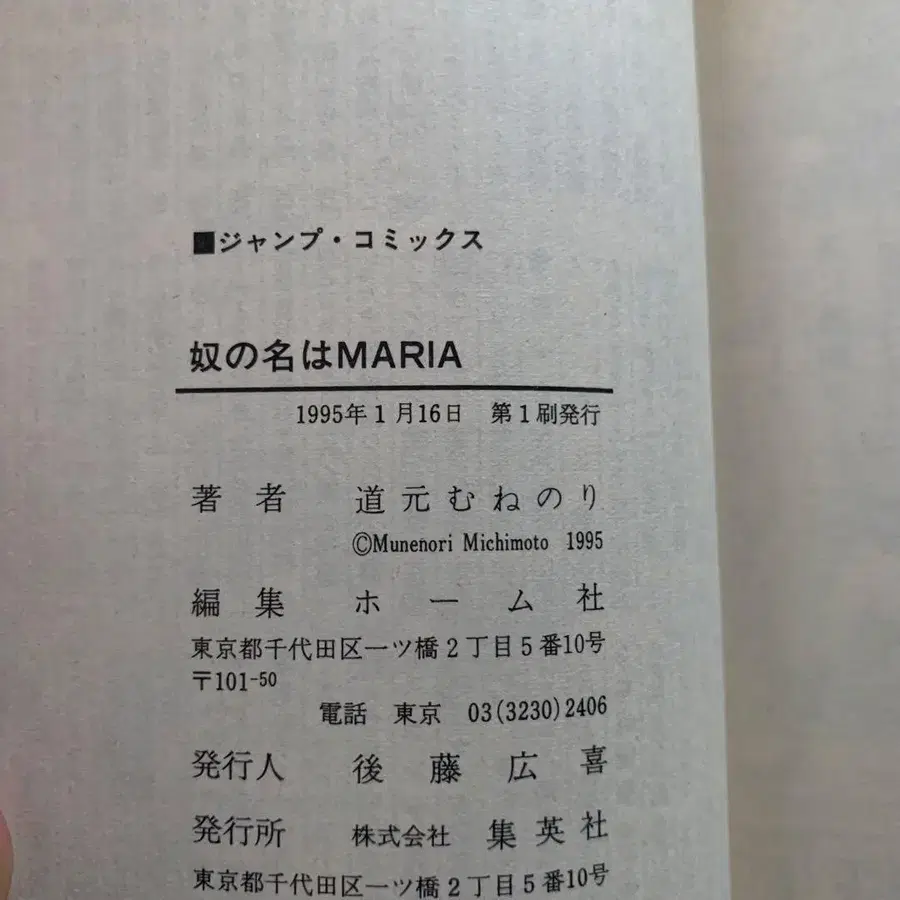 ■ジャンプ・コミックス
奴の名はMARIA
1995年1月16日 第1刷発行
著者 道元むねのり
©Munenori Michimoto 1995
編集 ホーム社
東京都千代田区一ツ橋2丁目5番10号
〒101-50
電話 東京 03(3230)2406
発行人 後藤広喜
発行所 株式会社 集英社
東京都千代田区一ツ橋2丁目5番10号